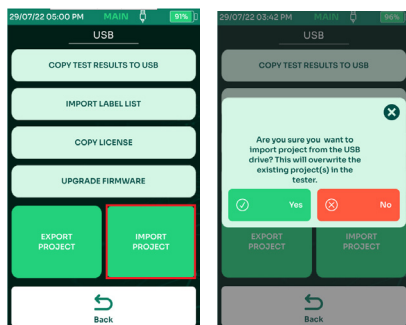 29/07/22 05:00 PM MAIN 91%
USB
COPY TEST RESULTS TO USB
IMPORT LABEL LIST
COPY LICENSE
UPGRADE FIRMWARE
EXPORT
PROJECT
IMPORT
PROJECT
Back
29/07/22 03:42 PM MAIN 96%
USB
COPY TEST RESULTS TO USB
Are you sure you want to
import project from the USB
drive? This will overwrite the
existing project(s) in the
tester.
Yes
No
EXPORT
PROJECT
IMPORT
PROJECT
Back